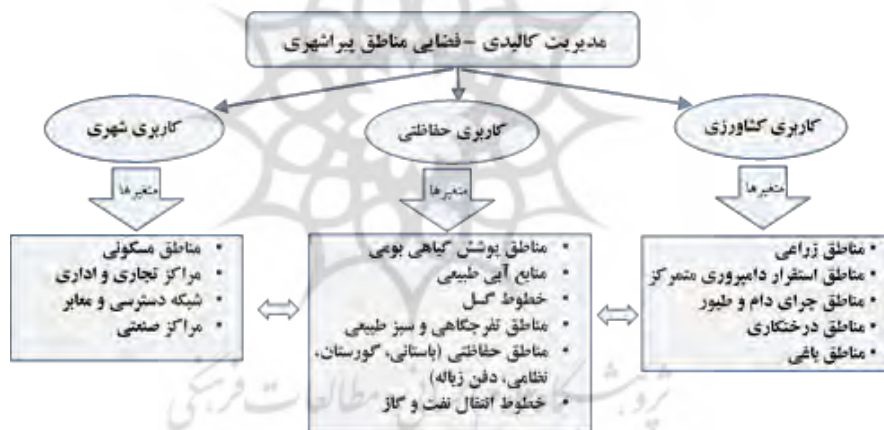 مدیریت کالبدی -فضایی مناطق پیراشهری
کاربری کشاورزی
کاربری حفاظتی
کاربری شهری
متغیرها
متغیرها
متغیرها
• مناطق زراعی
• مناطق استقرار دامپروری متمرکز
• مناطق چرای دام و طیور
• مناطق درختکاری
• مناطق باغی
• مناطق پوشش گیاهی بومی
• منابع آبی طبیعی
• خطوط گسل
• مناطق تفرجگاهی و سبز طبیعی
• مناطق حفاظتی (باستانی، گورستان،
نظامی، دفن زباله)
• خطوط انتقال نفت و گاز
• مناطق مسکونی
• مراکز تجاری و اداری
• شبکه دسترسی و معابر
• مراکز صنعتی